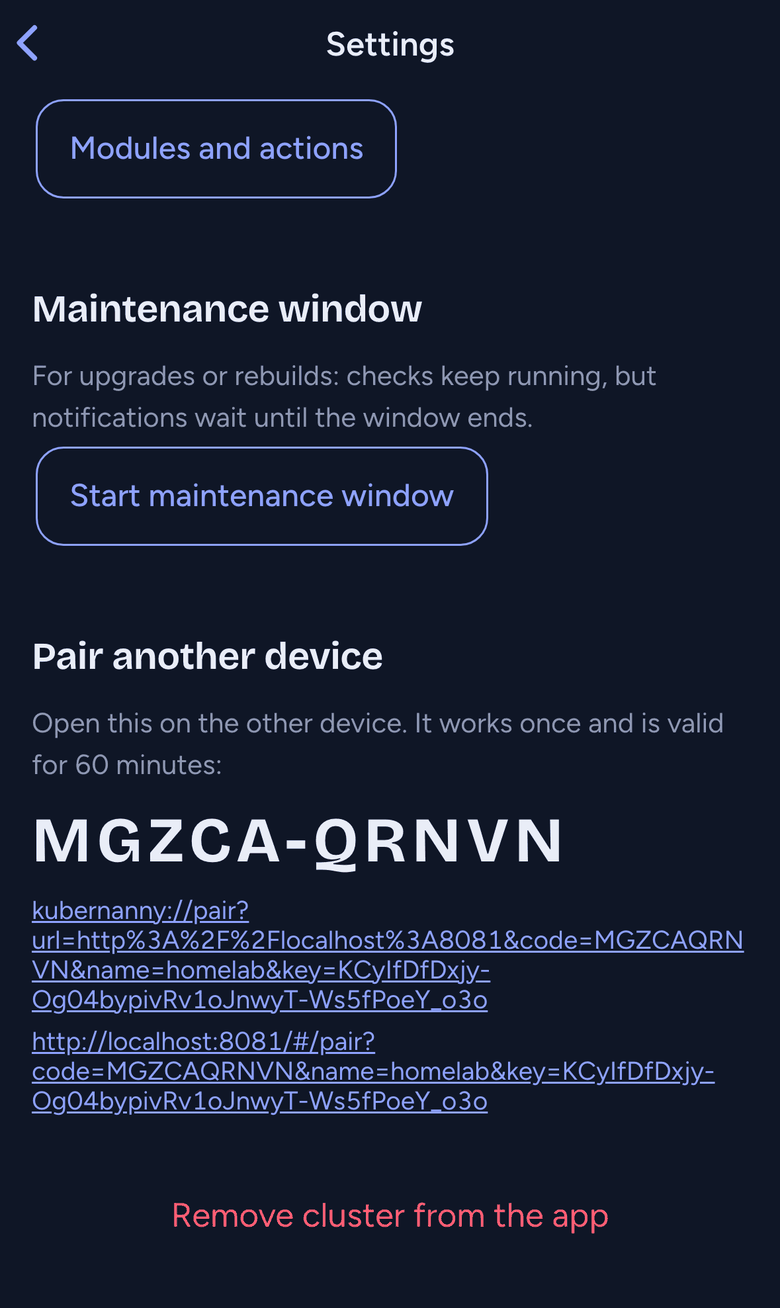 Settings
Modules and actions
Maintenance window
For upgrades or rebuilds: checks keep running, but
notifications wait until the window ends.
Start maintenance window
Pair another device
Open this on the other device. It works once and is valid
for 60 minutes:
MGZCA-QRNVN
kubernanny://pair?
url=http%3A%2F%2Flocalhost%3A8081&code=MGZCAQRN
VN&name=homelab&key=KCyIfDfDxjy-
Og04bypivRv1oJnwyT-Ws5fPoeY_o3o
http://localhost:8081/#/pair?
code=MGZCAQRNVN&name=homelab&key=KCyIfDfDxjy-
Og04bypivRv1oJnwyT-Ws5fPoeY_o3o
Remove cluster from the app